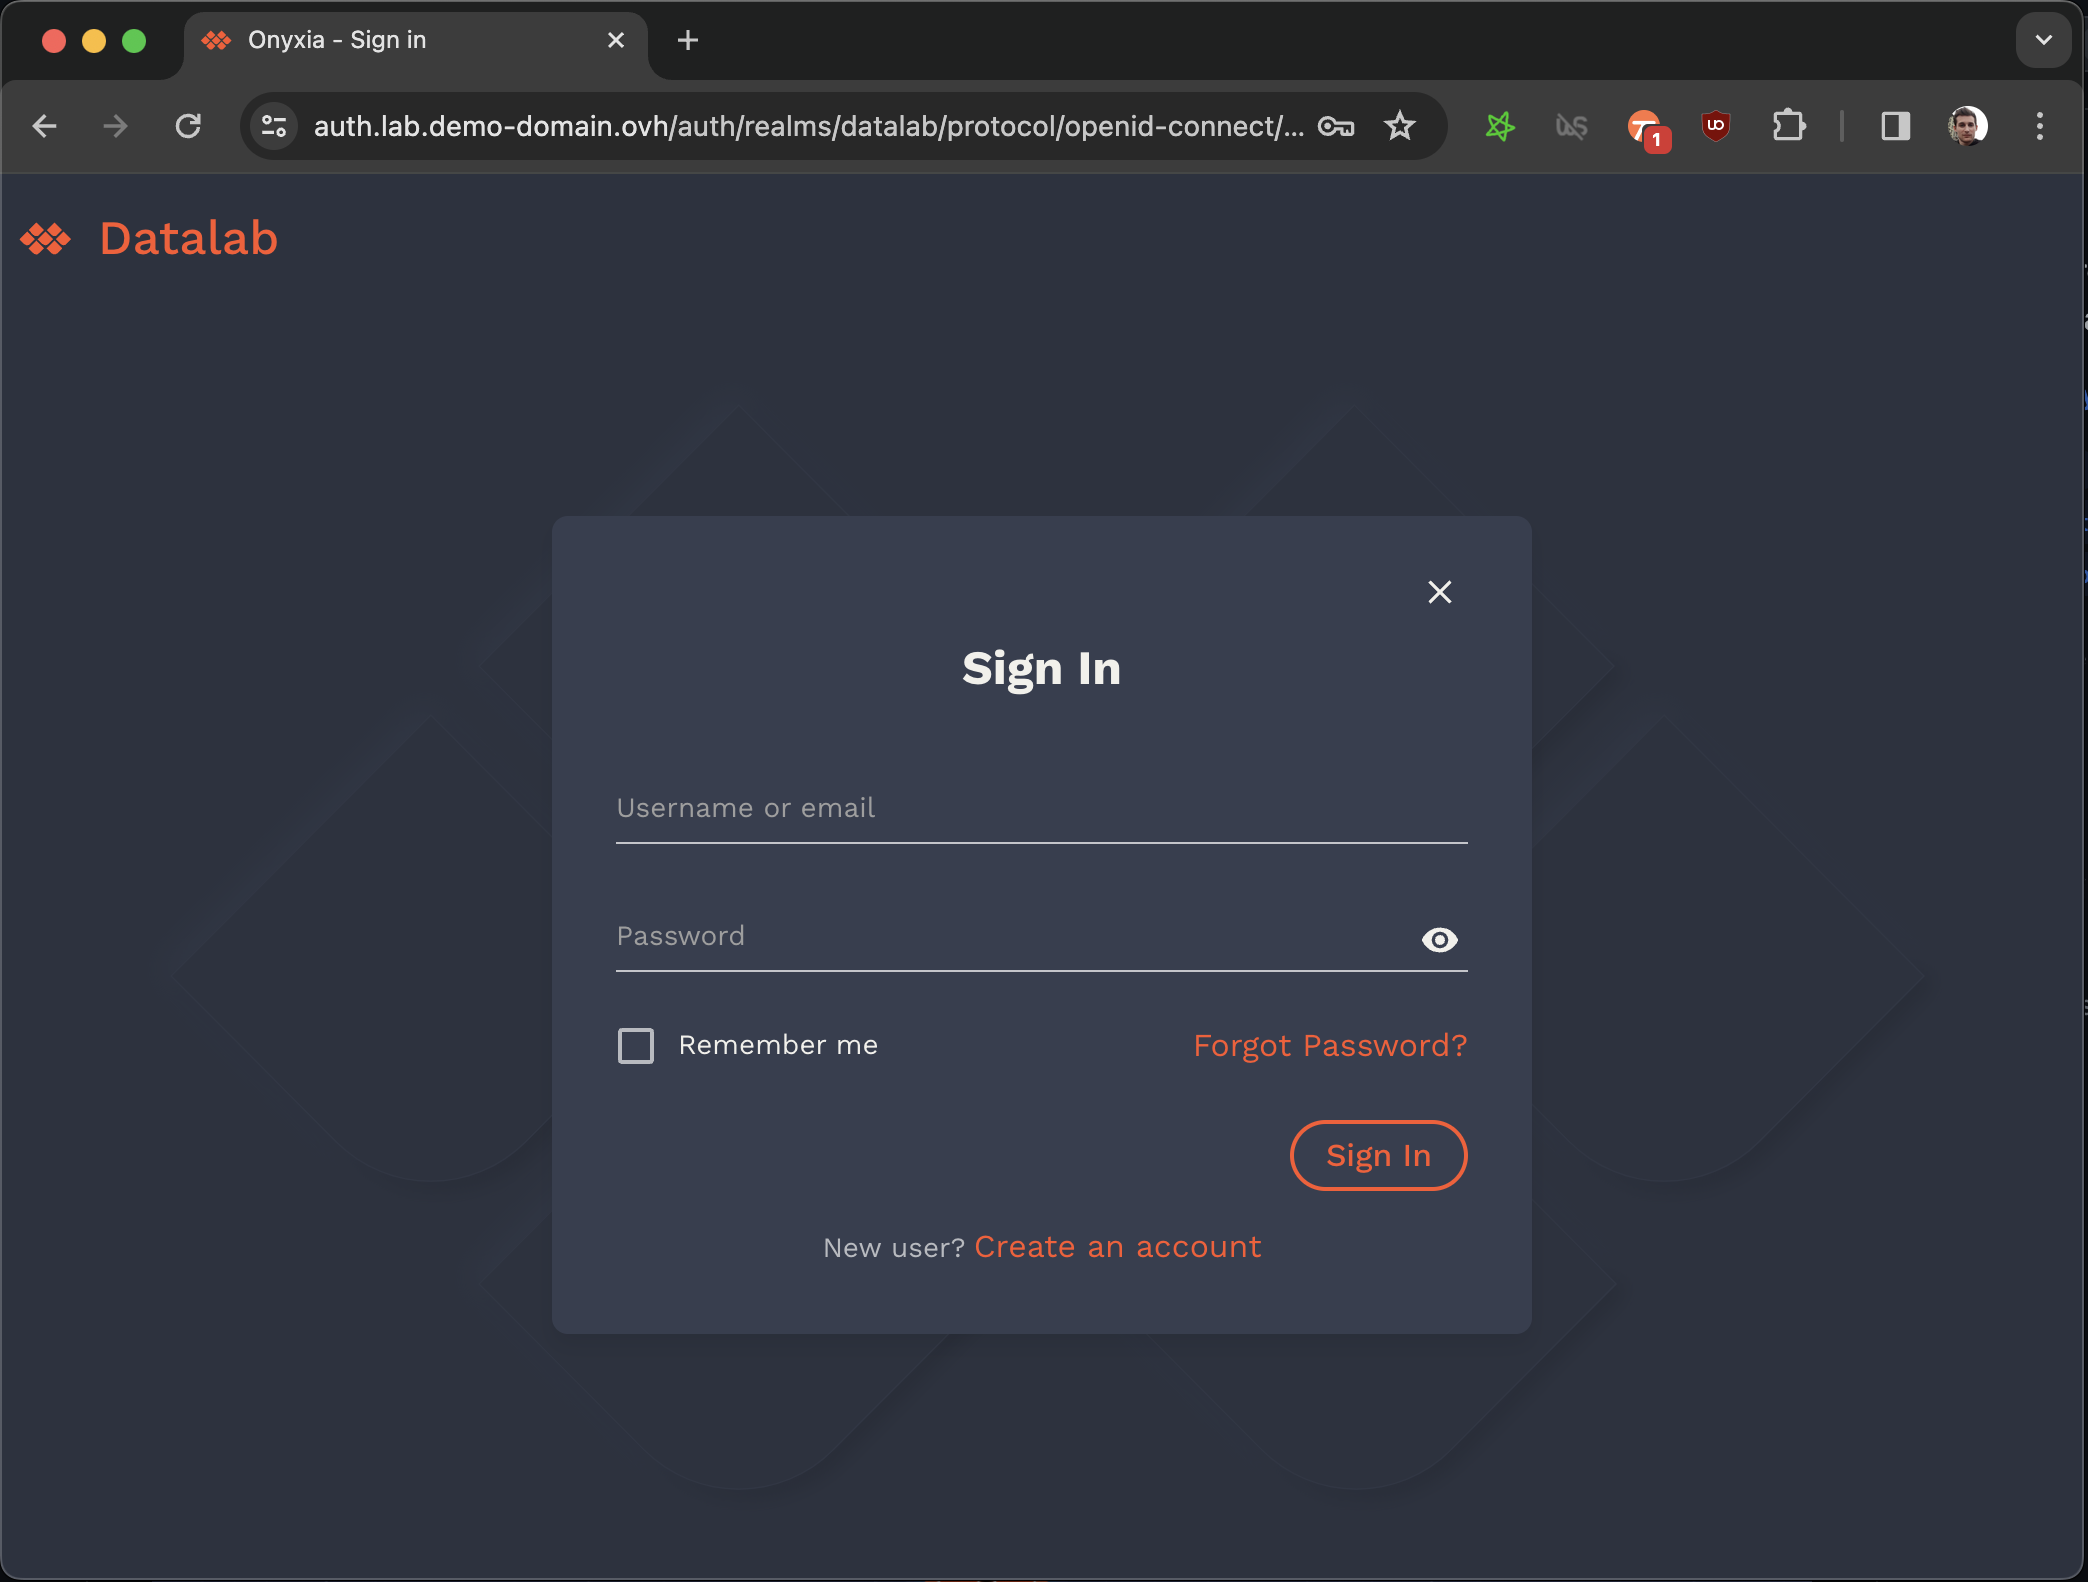 Onyxia - Sign in
auth.lab.demo-domain.ovh/auth/realms/datalab/protocol/openid-connect/...
1
Datalab
Sign In
Username or email
Password
Remember me
Forgot Password?
Sign In
New user? Create an account